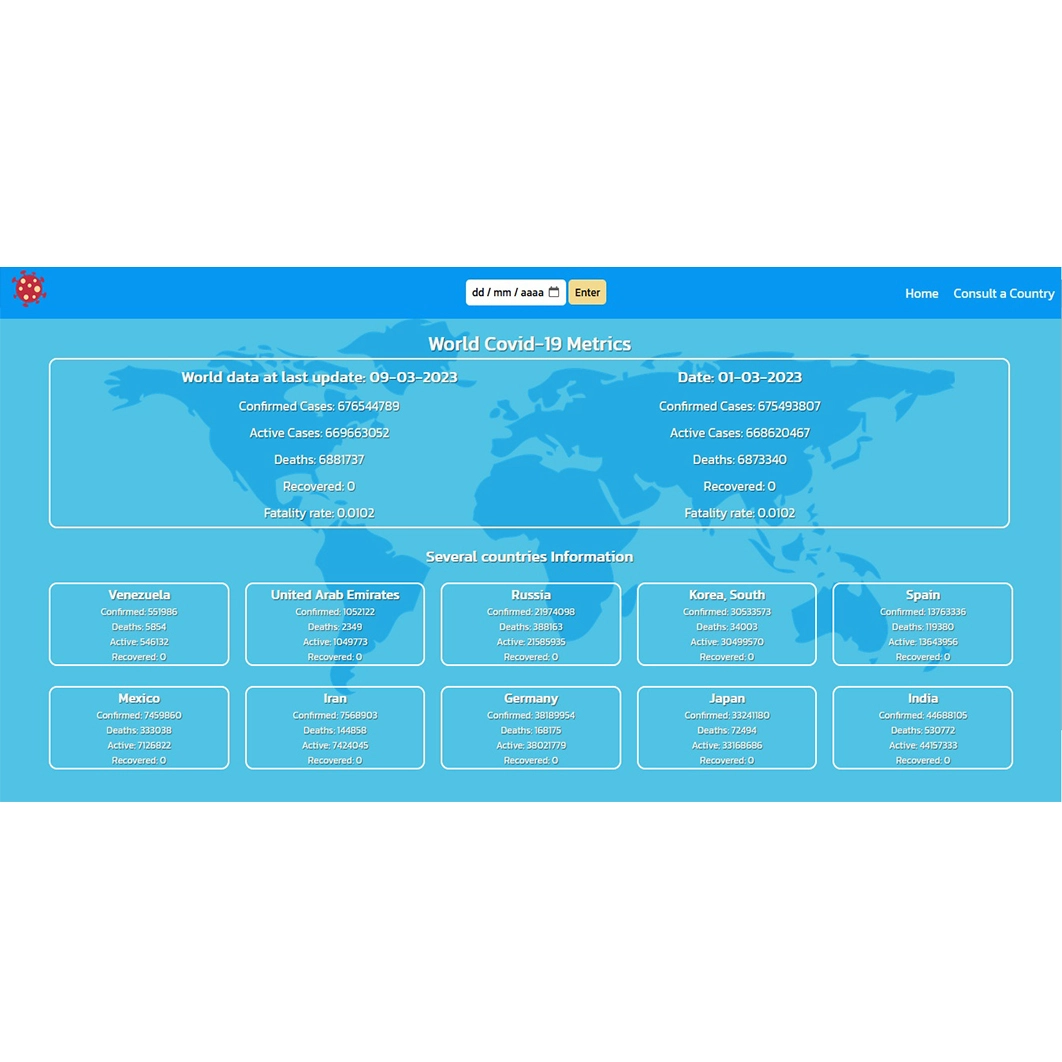 dd / mm / aaaa Enter Home Consult a Country
World Covid-19 Metrics
World data at last update: 09-03-2023
Confirmed Cases: 676544789
Active Cases: 669663052
Deaths: 6881737
Recovered: 0
Fatality rate: 0.0102
Date: 01-03-2023
Confirmed Cases: 675493807
Active Cases: 668620467
Deaths: 6873340
Recovered: 0
Fatality rate: 0.0102
Several countries Information
Venezuela
Confirmed: 551986
Deaths: 5854
Active: 546132
Recovered: 0
United Arab Emirates
Confirmed: 1052122
Deaths: 2349
Active: 1049773
Recovered: 0
Russia
Confirmed: 21974098
Deaths: 388163
Active: 21585935
Recovered: 0
Korea, South
Confirmed: 30533573
Deaths: 34003
Active: 30499570
Recovered: 0
Spain
Confirmed: 13763336
Deaths: 119380
Active: 13643956
Recovered: 0
Mexico
Confirmed: 7459860
Deaths: 333038
Active: 7126822
Recovered: 0
Iran
Confirmed: 7568903
Deaths: 144858
Active: 7424045
Recovered: 0
Germany
Confirmed: 38189954
Deaths: 168175
Active: 38021779
Recovered: 0
Japan
Confirmed: 33241180
Deaths: 72494
Active: 33168686
Recovered: 0
India
Confirmed: 44688105
Deaths: 530772
Active: 44157333
Recovered: 0